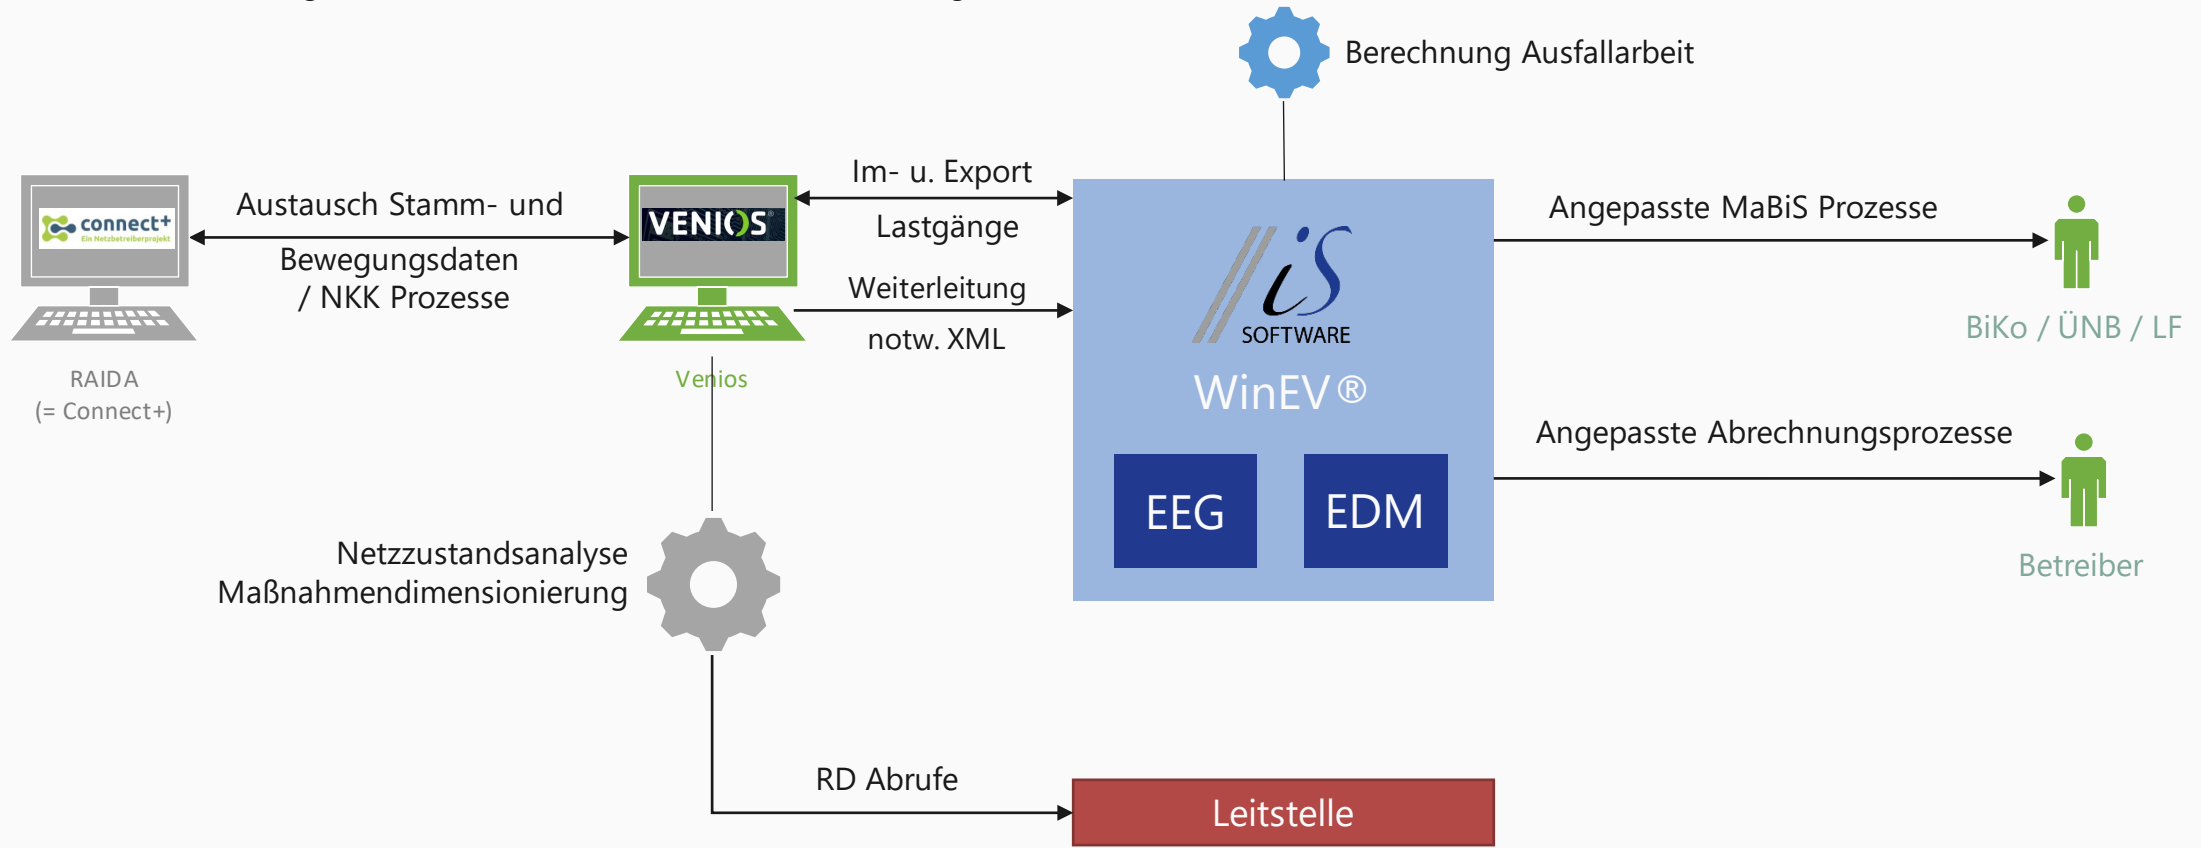 Berechnung Ausfallarbeit
connect+
Ein Netzbetreiberprojekt
RAIDA
(= Connect+)
Austausch Stamm- und
Bewegungsdaten
/ NKK Prozesse
VENIOS®
Venios
Im- u. Export
Lastgänge
Weiterleitung
notw. XML
iS
SOFTWARE
WinEV®
EEG
EDM
Angepasste MaBiS Prozesse
BiKo / ÜNB / LF
Angepasste Abrechnungsprozesse
Betreiber
Netzzustandsanalyse
Maßnahmendimensionierung
RD Abrufe
Leitstelle